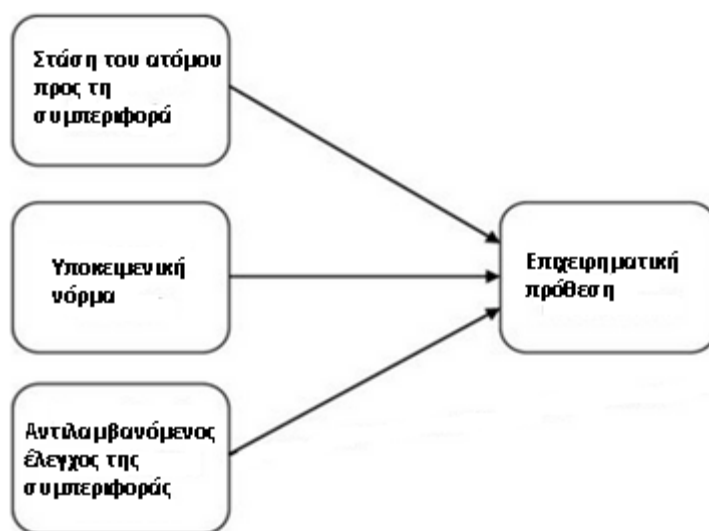 Στάση του ατόμου
προς τη
συμπεριφορά
Υποκειμενική
νόρμα
Επιχειρηματική
πρόθεση
Αντιλαμβανόμενος
έλεγχος της
συμπεριφοράς